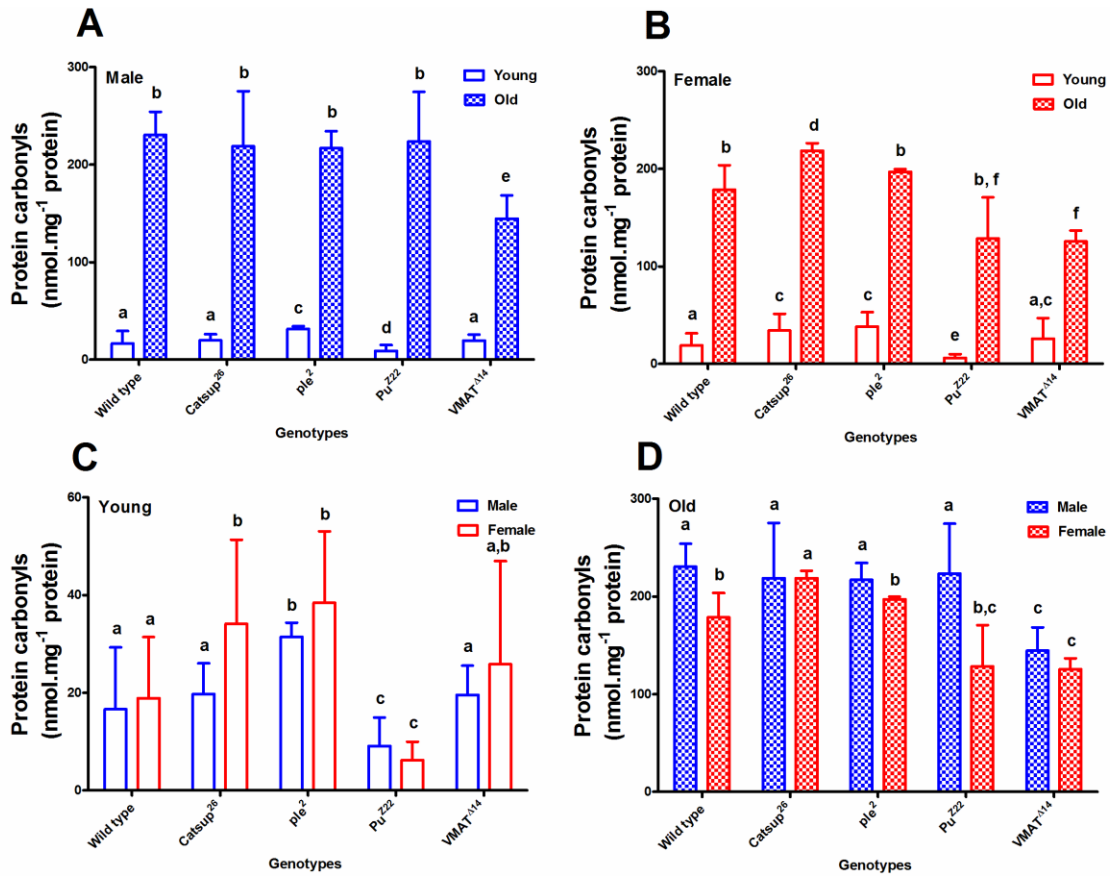 A
Male
Young
Old
Protein carbonyls
(nmol.mg⁻¹ protein)
300
200
100
0
a
b
a
b
c
b
d
b
a
e
Wild type
Catsup²⁶
ple²
Puᶻ²²
VMATᐞ¹⁴
Genotypes
B
Female
Young
Old
Protein carbonyls
(nmol.mg⁻¹ protein)
300
200
100
0
a
b
c
d
c
b
e
b, f
a,c
f
Wild type
Catsup²⁶
ple²
Puᶻ²²
VMATᐞ¹⁴
Genotypes
C
Young
Male
Female
Protein carbonyls
(nmol.mg⁻¹ protein)
60
40
20
0
a
a
a
b
b
b
c
c
a
a,b
Wild type
Catsup²⁶
ple²
Puᶻ²²
VMATᐞ¹⁴
Genotypes
D
Old
Male
Female
Protein carbonyls
(nmol.mg⁻¹ protein)
300
200
100
0
a
b
a
a
a
b
a
b,c
c
c
Wild type
Catsup²⁶
ple²
Puᶻ²²
VMATᐞ¹⁴
Genotypes